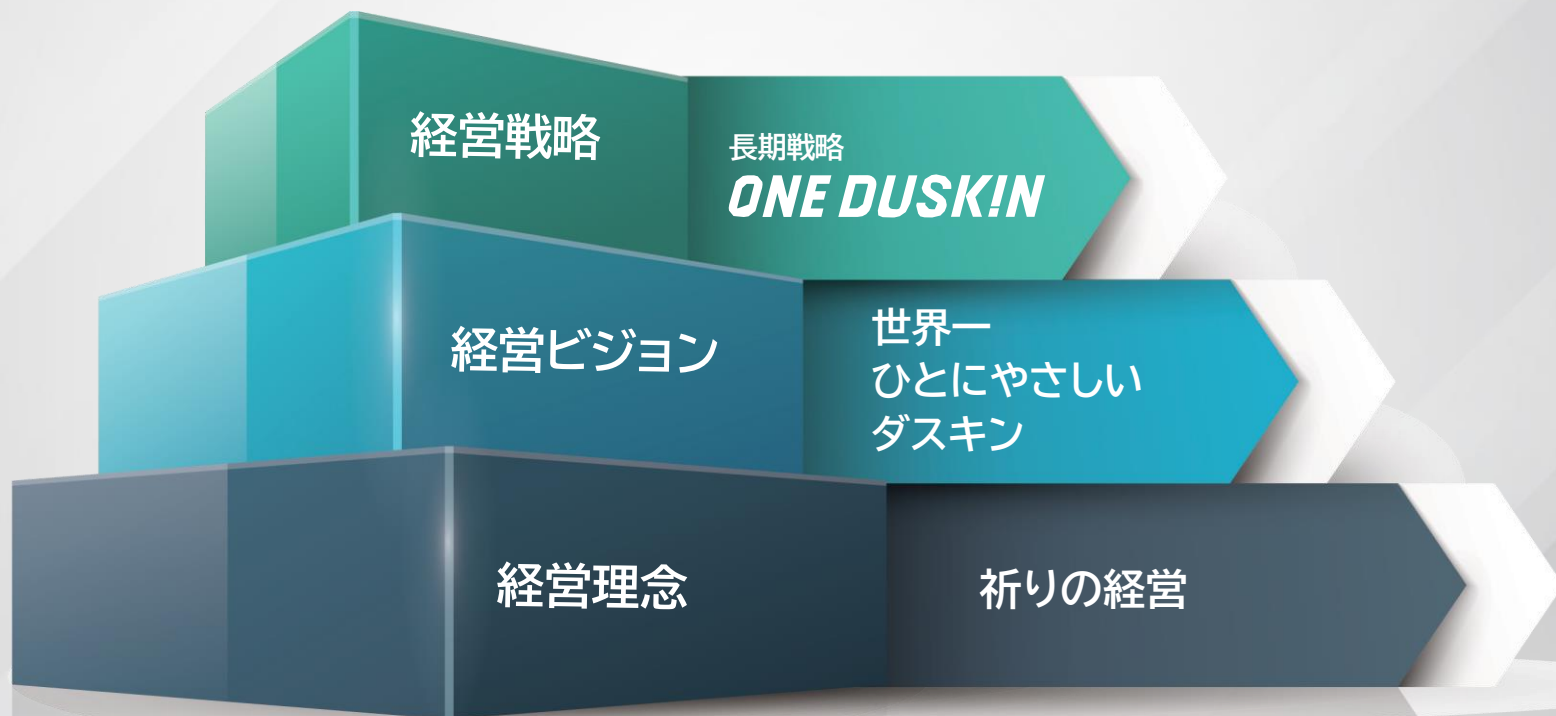 経営戦略
長期戦略
ONE DUSK!N
経営ビジョン
世界一
ひとにやさしい
ダスキン
経営理念
祈りの経営